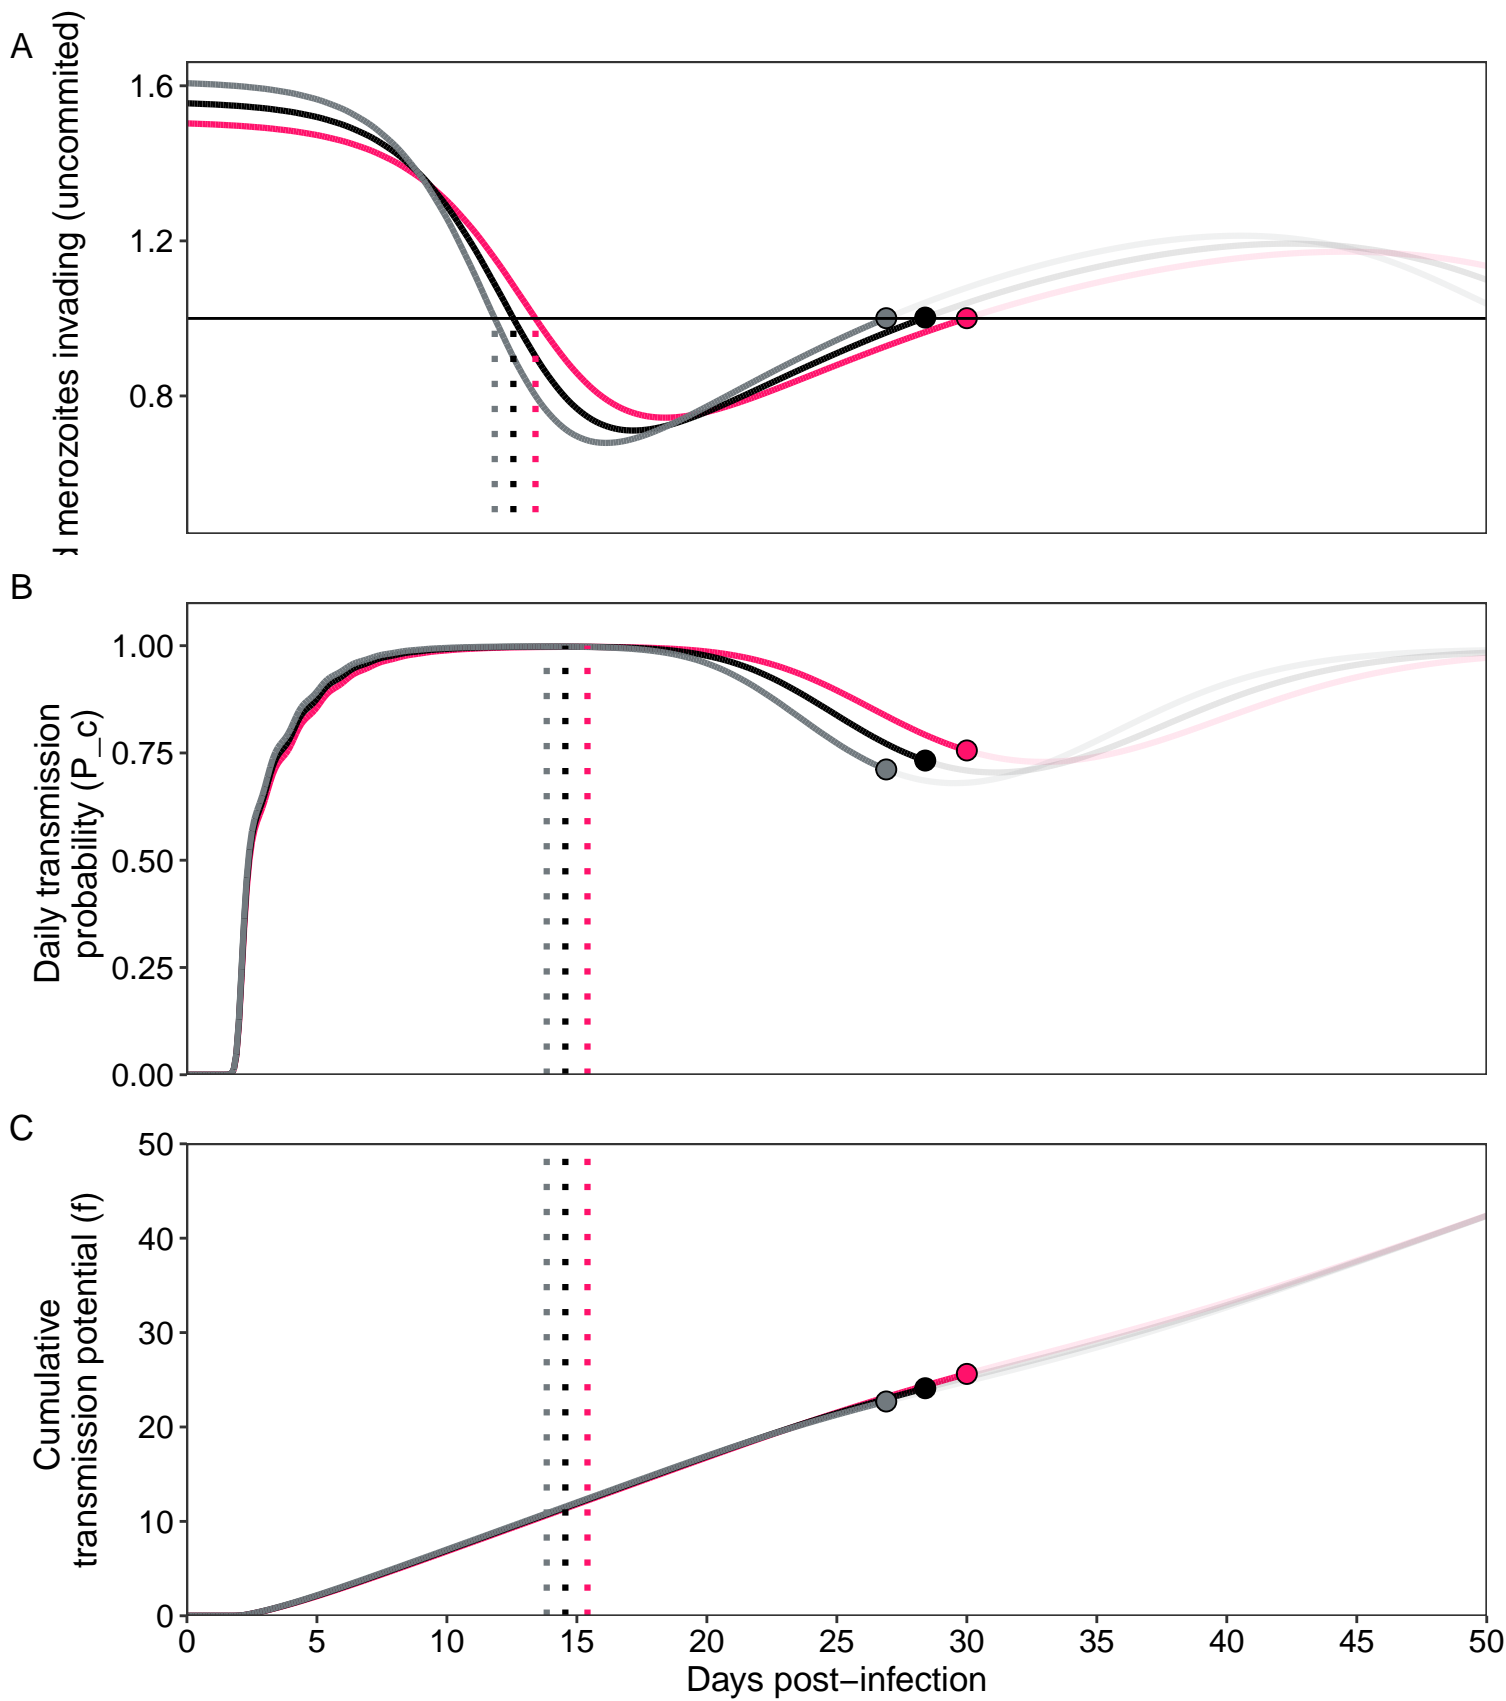 A
merozoites invading (uncommited)
1.6
1.2
0.8
B
Daily transmission
probability (P_c)
1.00
0.75
0.50
0.25
0.00
C
Cumulative
transmission potential (f)
50
40
30
20
10
0
0 5 10 15 20 25 30 35 40 45 50
Days post−infection